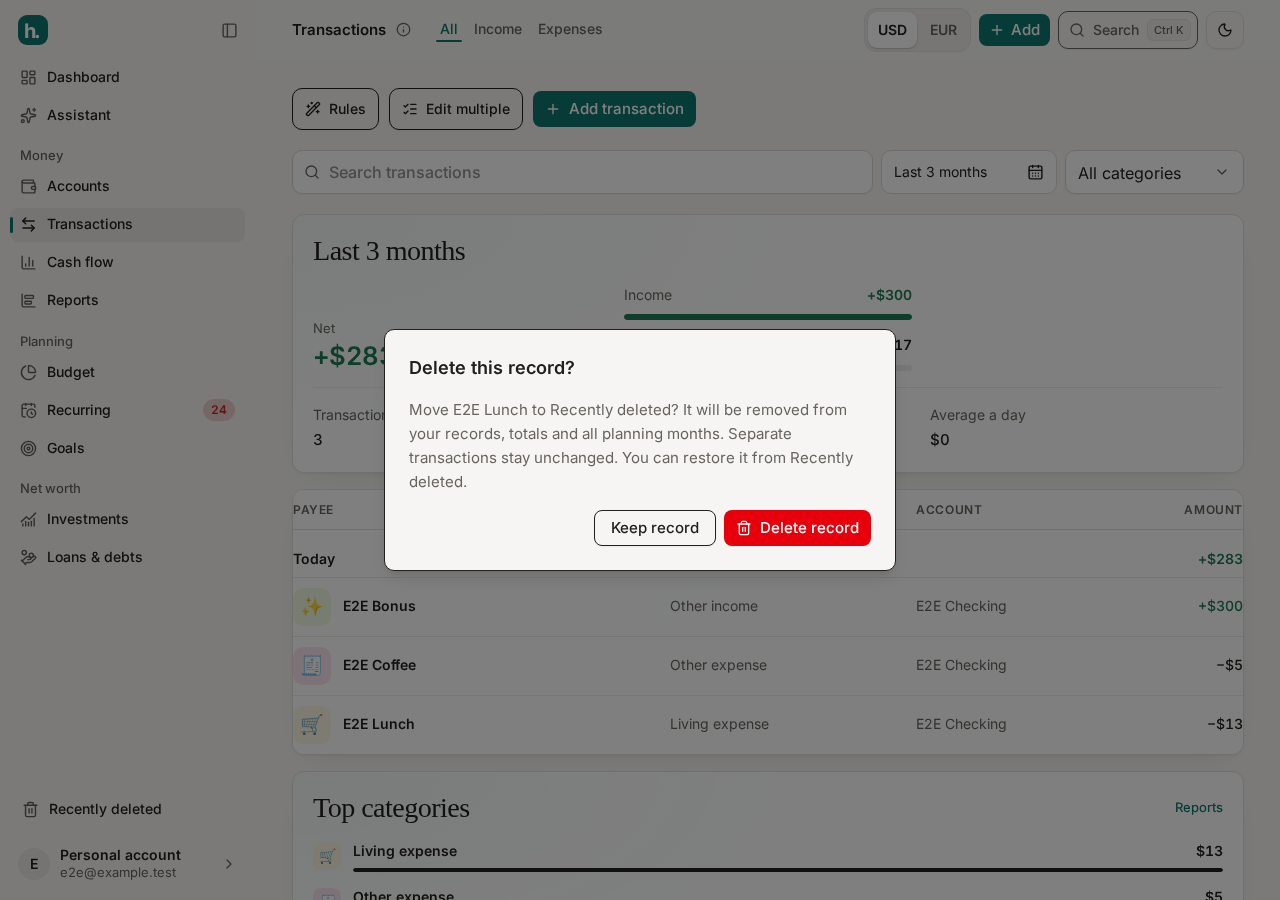 h.
Transactions
All
Income
Expenses
USD
EUR
Add
Search
Ctrl K
Dashboard
Assistant
Money
Accounts
Transactions
Cash flow
Reports
Planning
Budget
Recurring
24
Goals
Net worth
Investments
Loans & debts
Recently deleted
E
Personal account
e2e@example.test
Rules
Edit multiple
Add transaction
Search transactions
Last 3 months
All categories
Last 3 months
Income
+$300
Net
+$283
17
Average a day
3
$0
Delete this record?
Move E2E Lunch to Recently deleted? It will be removed from
your records, totals and all planning months. Separate
transactions stay unchanged. You can restore it from Recently
deleted.
Keep record
Delete record
PAYEE
ACCOUNT
AMOUNT
Today
+$283
E2E Bonus
Other income
E2E Checking
+$300
E2E Coffee
Other expense
E2E Checking
−$5
E2E Lunch
Living expense
E2E Checking
−$13
Top categories
Reports
Living expense
$13
Other expense
$5